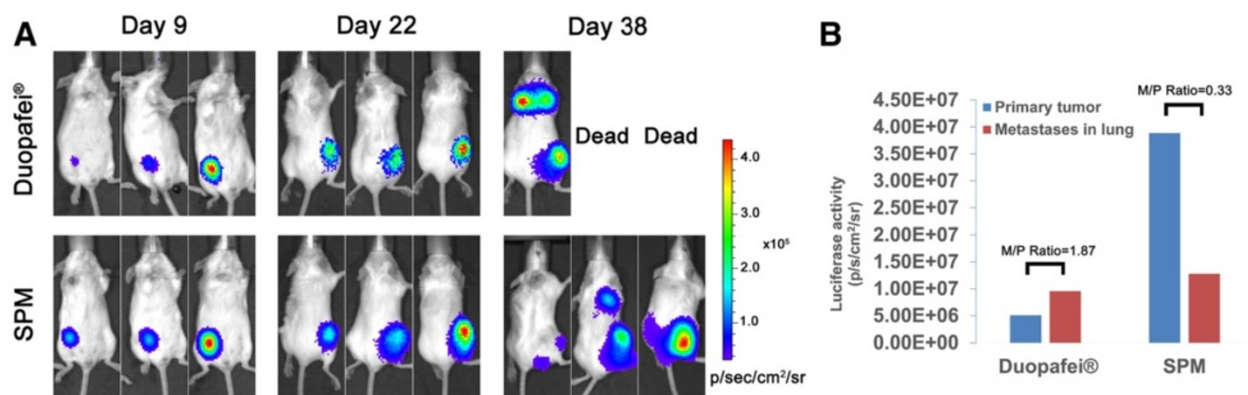 A
Day 9
Day 22
Day 38
Duopafei®
Dead
Dead
SPM
4.0
3.0
x10⁵
2.0
1.0
p/sec/cm²/sr
B
M/P Ratio=0.33
Primary tumor
Metastases in lung
M/P Ratio=1.87
Luciferase activity
(p/s/cm²/sr)
4.50E+07
4.00E+07
3.50E+07
3.00E+07
2.50E+07
2.00E+07
1.50E+07
1.00E+07
5.00E+06
0.00E+00
Duopafei®
SPM